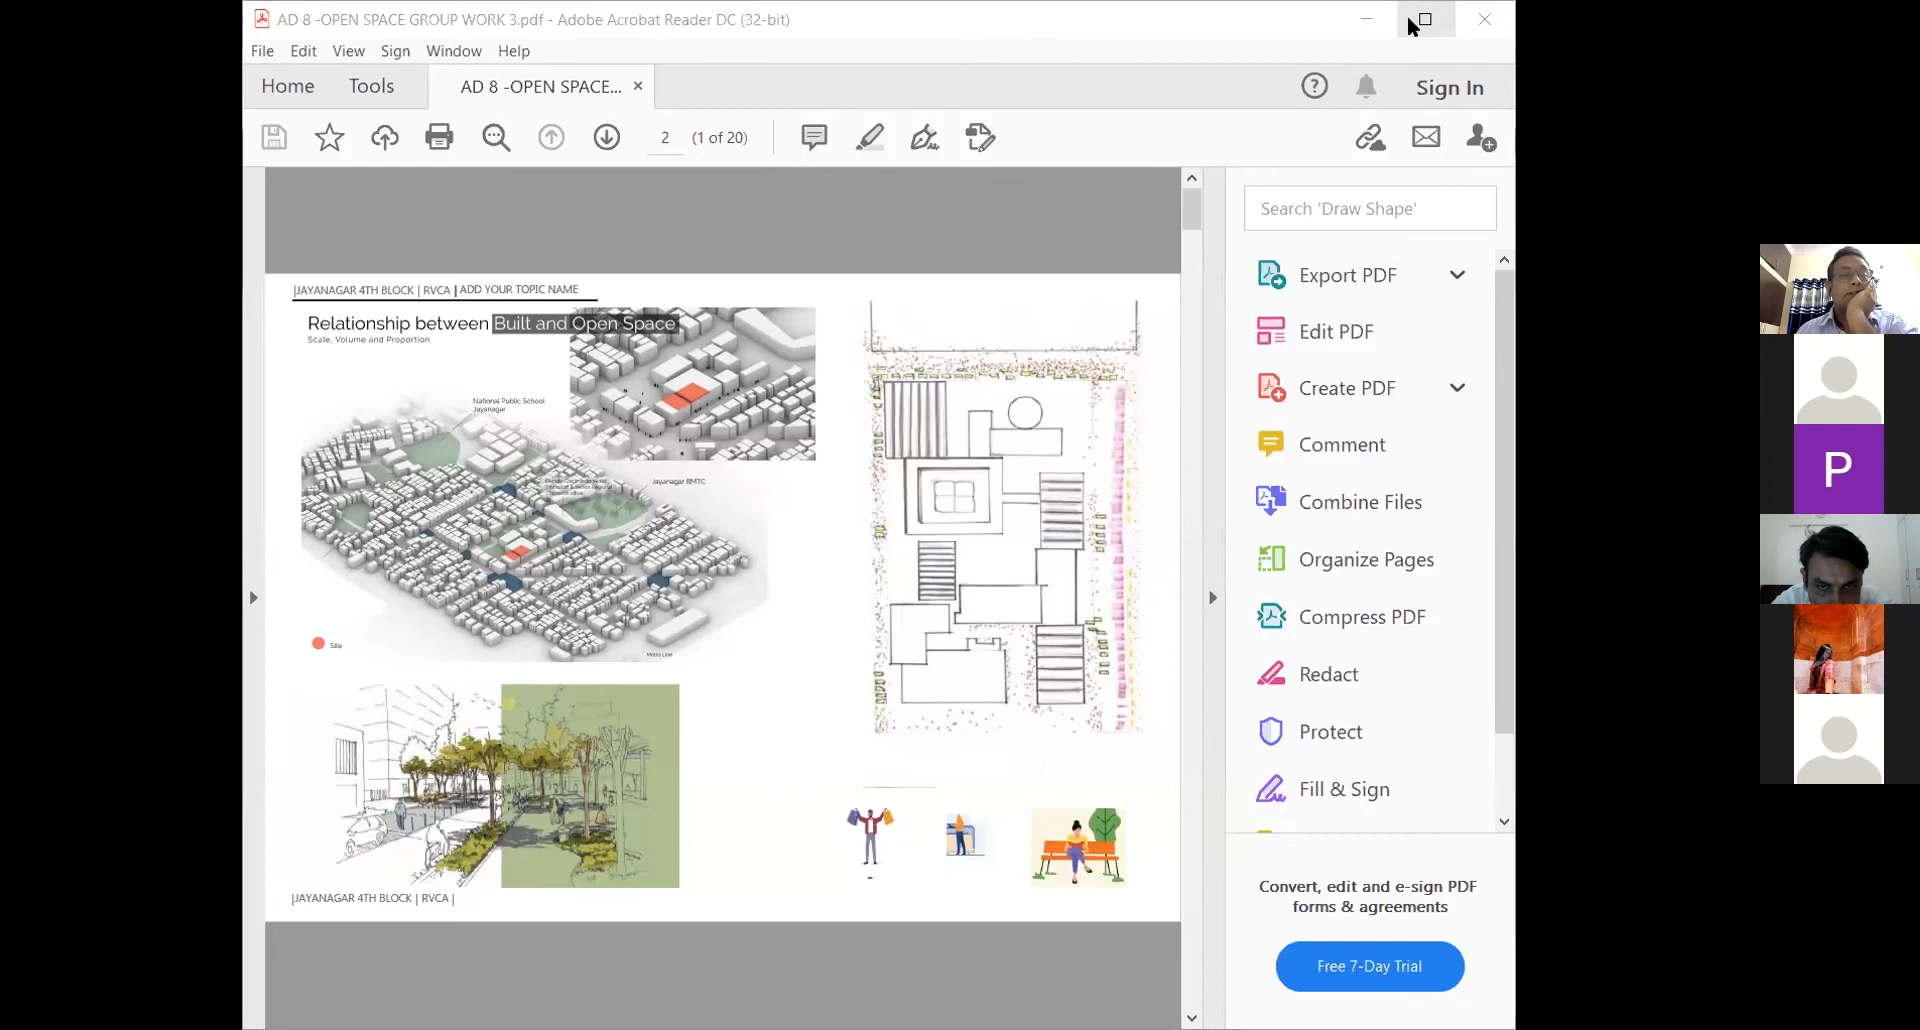 AD 8 -OPEN SPACE GROUP WORK 3.pdf - Adobe Acrobat Reader DC (32-bit)
File Edit View Sign Window Help
Home Tools AD 8 -OPEN SPACE... × Sign In
2 (1 of 20)
Search 'Draw Shape'
Export PDF
Edit PDF
Create PDF
Comment
Combine Files
Organize Pages
Compress PDF
Redact
Protect
Fill & Sign
Convert, edit and e-sign PDF
forms & agreements
Free 7-Day Trial
|JAYANAGAR 4TH BLOCK | RVCA | ADD YOUR TOPIC NAME
Relationship between Built and Open Space
Scale, Volume and Proportion
National Public School
Jayanagar
Jayanagar BMTC
Site
Metro Line
|JAYANAGAR 4TH BLOCK | RVCA |
P